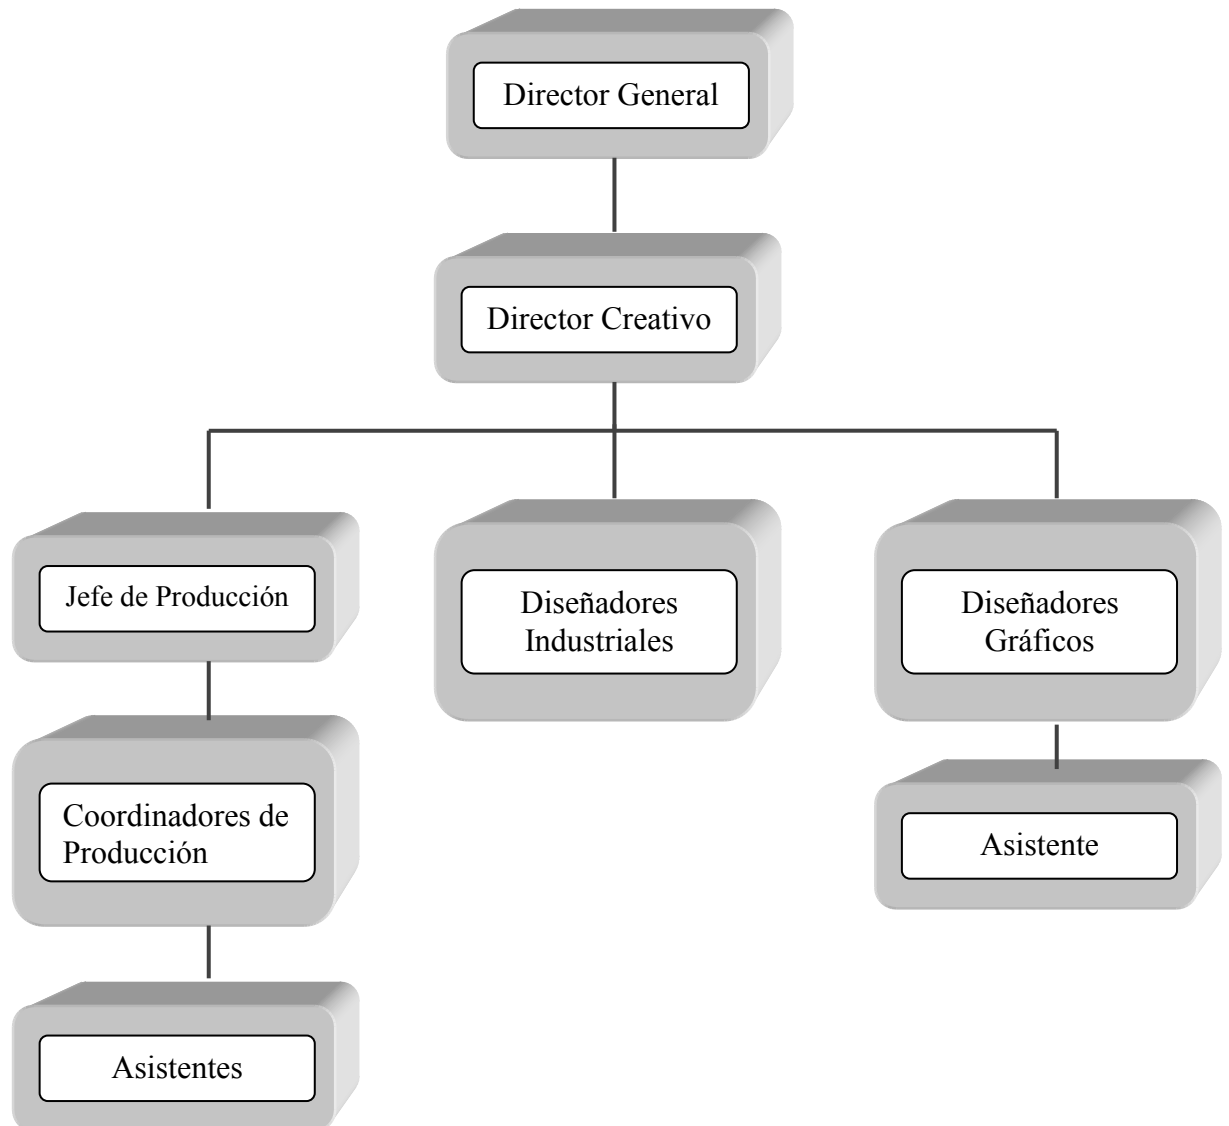 Director General
Director Creativo
Jefe de Producción
Diseñadores
Industriales
Diseñadores
Gráficos
Coordinadores de
Producción
Asistente
Asistentes